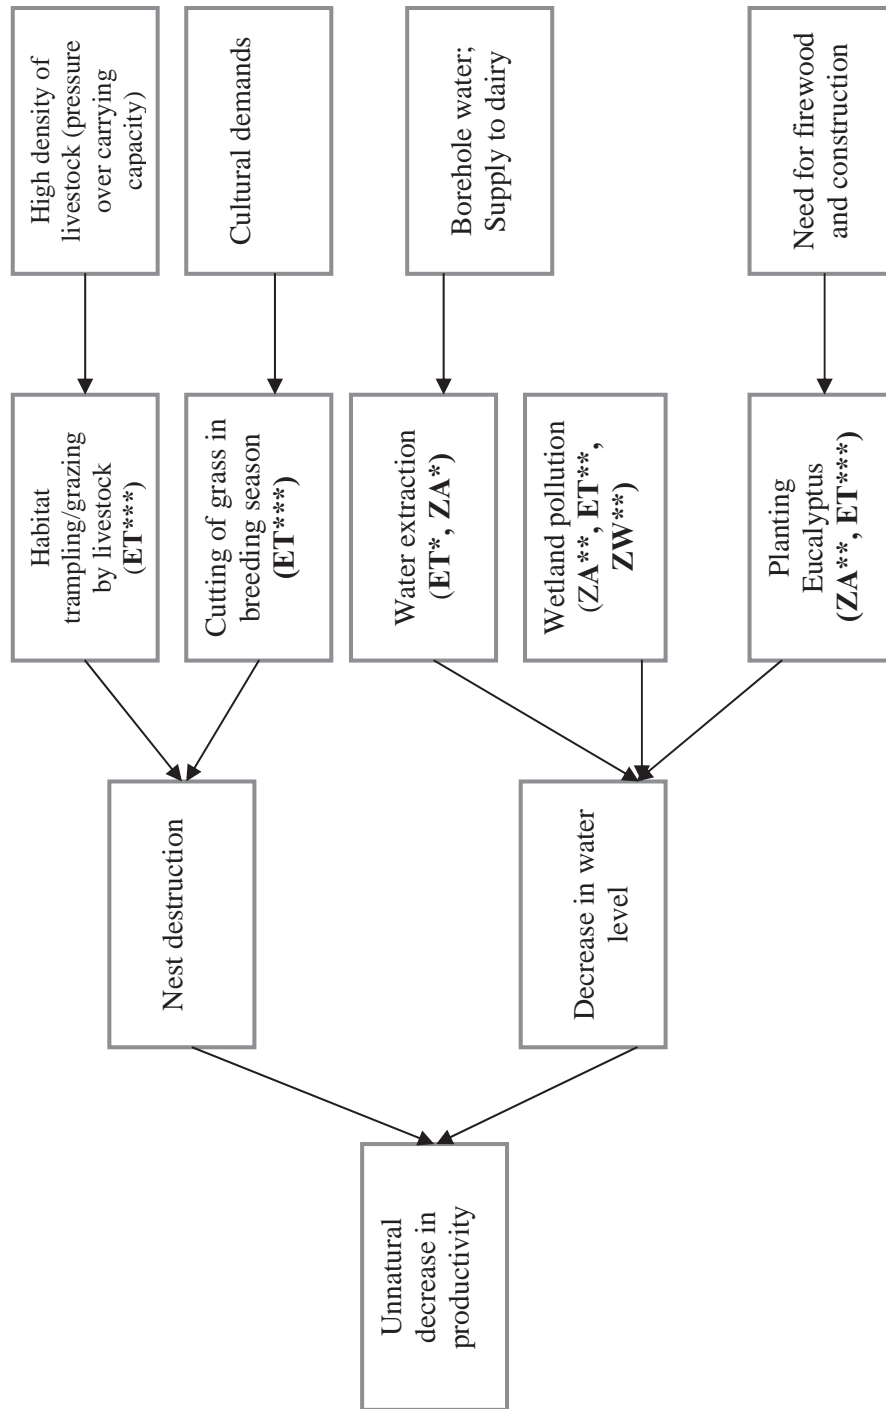 Unnatural
decrease in
productivity
Nest destruction
Decrease in water
level
Habitat
trampling/grazing
by livestock
(ET***)
Cutting of grass in
breeding season
(ET***)
Water extraction
(ET*, ZA*)
Wetland pollution
(ZA**, ET**,
ZW**)
Planting
Eucalyptus
(ZA**, ET***)
High density of
livestock (pressure
over carrying
capacity)
Cultural demands
Borehole water;
Supply to dairy
Need for firewood
and construction